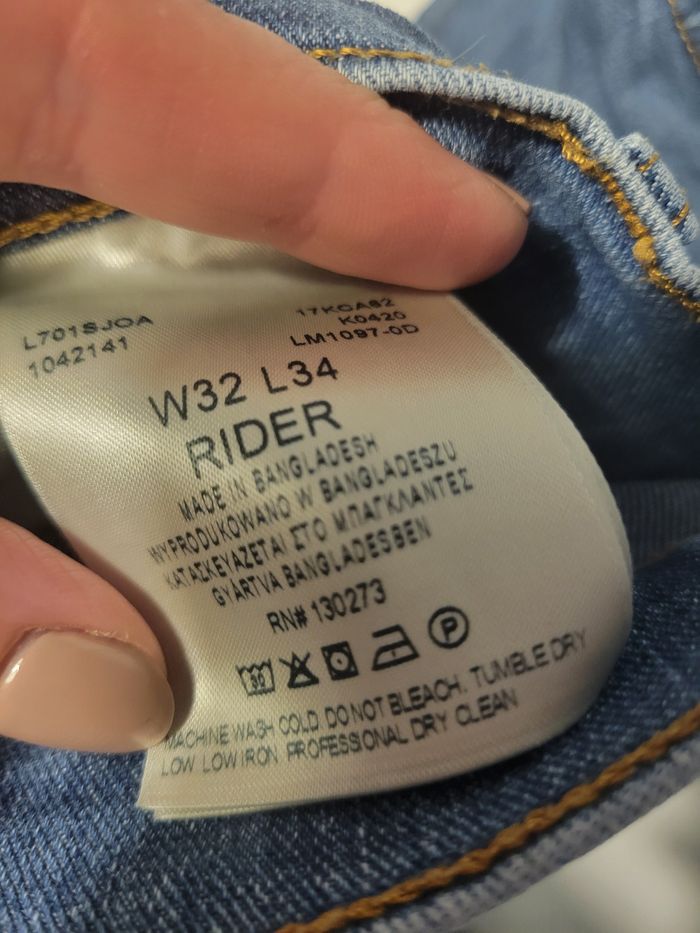 L701SJOA
1042141
17KCA82
K0420
LM1097-0D
W32 L34
RIDER
MADE IN BANGLADESH
WYPRODUKOWANO W BANGLADESZU
ΚΑΤΑΣΚΕΥΑΖΕΤΑΙ ΣΤΟ ΜΠΑΓΚΛΑΝΤΕΣ
GYÁRTVA BANGLADESBEN
RN# 130273
30 P
MACHINE WASH COLD. DO NOT BLEACH. TUMBLE DRY
LOW LOW IRON PROFESSIONAL DRY CLEAN